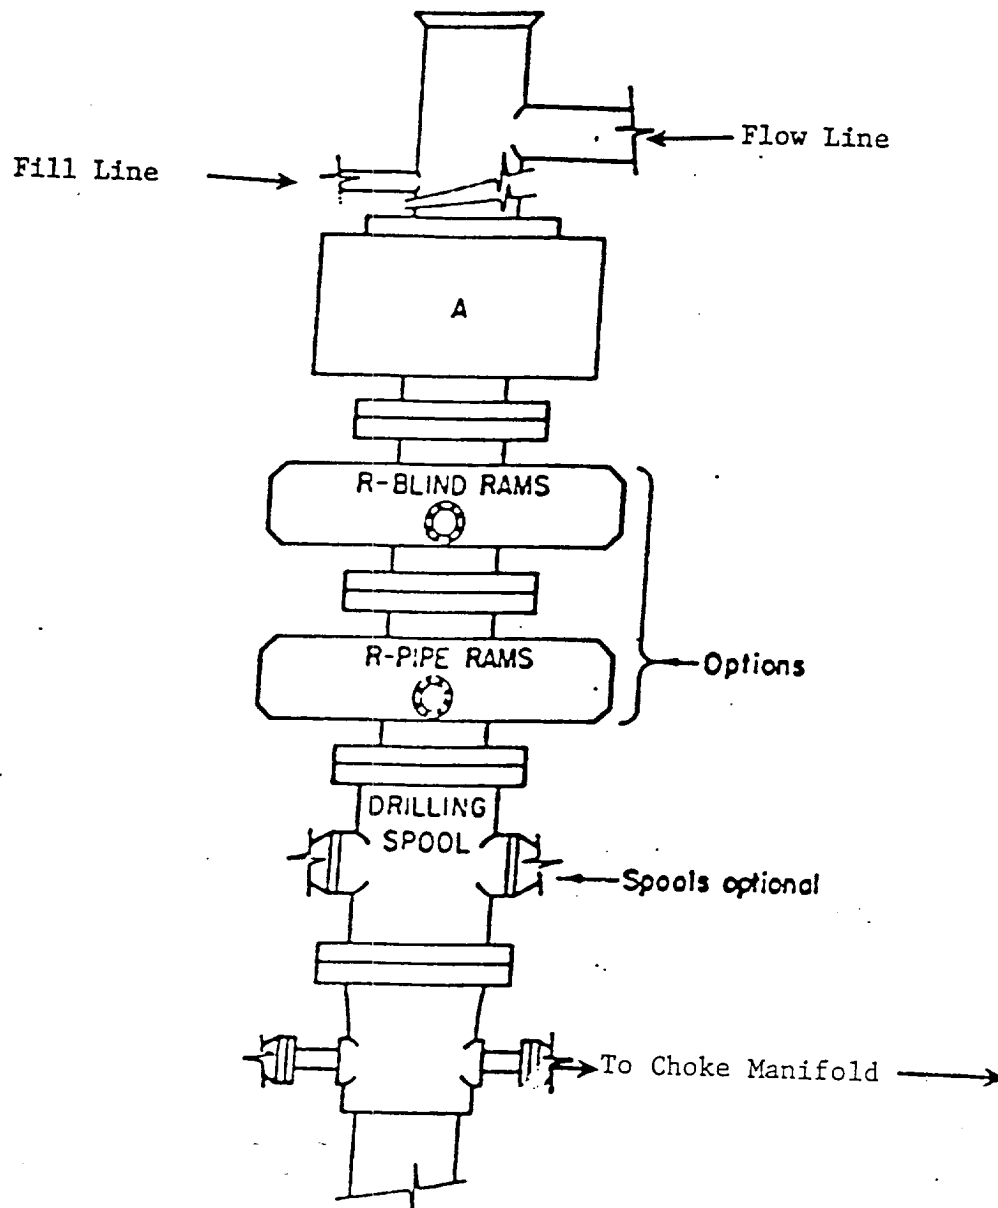 Flow Line
Fill Line
A
R-BLIND RAMS
R-PIPE RAMS
Options
DRILLING
SPOOL
Spools optional
To Choke Manifold